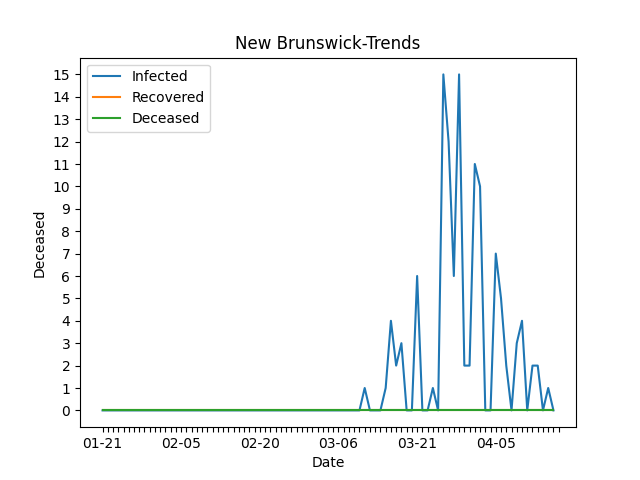 New Brunswick-Trends
Infected
Recovered
Deceased
15
14
13
12
11
10
9
8
7
6
5
4
3
2
1
0
Deceased
01-21 02-05 02-20 03-06 03-21 04-05
Date